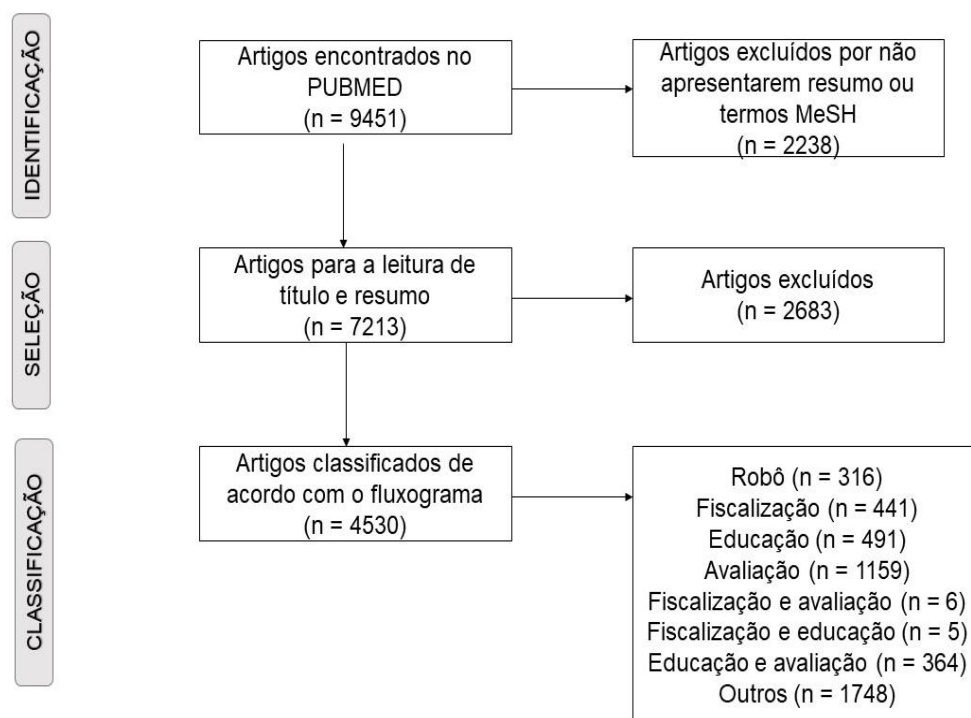 IDENTIFICAÇÃO
Artigos encontrados no
PUBMED
(n = 9451)
Artigos excluídos por não
apresentarem resumo ou
termos MeSH
(n = 2238)
SELEÇÃO
Artigos para a leitura de
título e resumo
(n = 7213)
Artigos excluídos
(n = 2683)
CLASSIFICAÇÃO
Artigos classificados de
acordo com o fluxograma
(n = 4530)
Robô (n = 316)
Fiscalização (n = 441)
Educação (n = 491)
Avaliação (n = 1159)
Fiscalização e avaliação (n = 6)
Fiscalização e educação (n = 5)
Educação e avaliação (n = 364)
Outros (n = 1748)